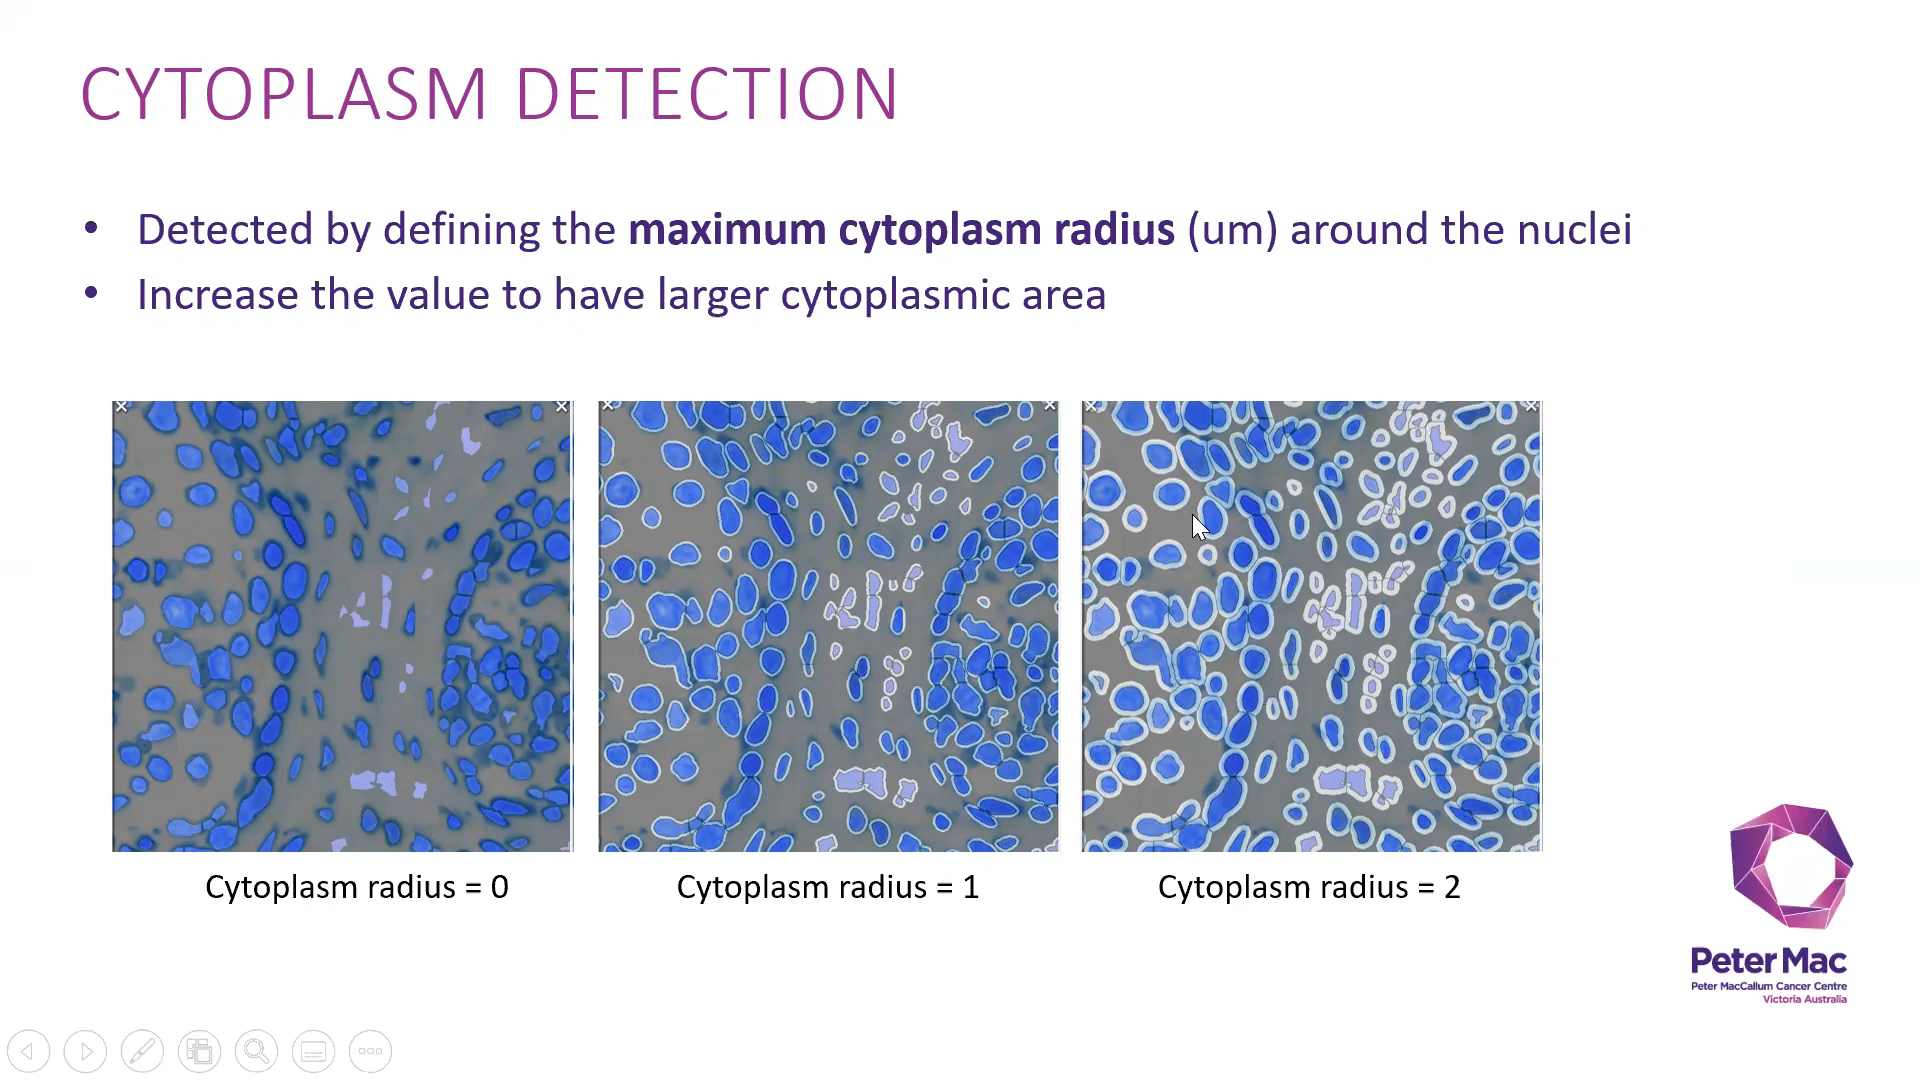 CYTOPLASM DETECTION
• Detected by defining the maximum cytoplasm radius (um) around the nuclei
• Increase the value to have larger cytoplasmic area
Cytoplasm radius = 0
Cytoplasm radius = 1
Cytoplasm radius = 2
Peter Mac
Peter MacCallum Cancer Centre
Victoria Australia